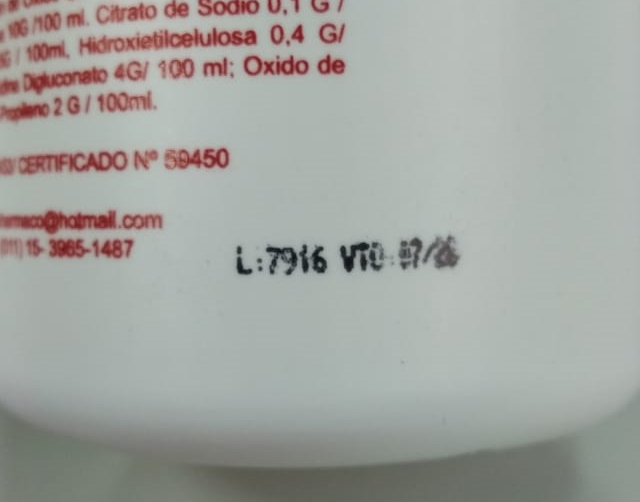 10G /100 ml. Citrato de Sodio 0,1 G /
/ 100ml, Hidroxietilcelulosa 0,4 G/
Digluconato 4G/ 100 ml; Oxido de
2 G / 100ml.
CERTIFICADO Nº 59450
@hotmail.com
(011) 15- 3965-1487
L:7916 VTO: